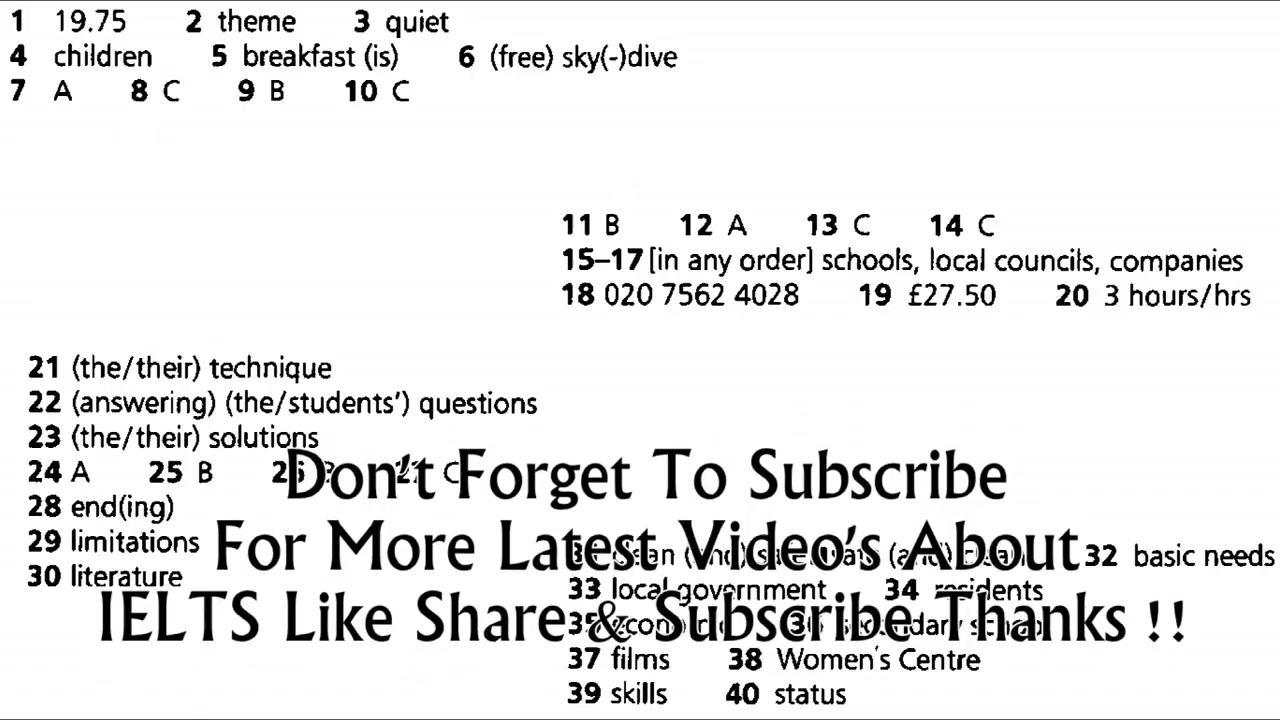 1 19.75 2 theme 3 quiet
4 children 5 breakfast (is) 6 (free) sky(-)dive
7 A 8 C 9 B 10 C
11 B 12 A 13 C 14 C
15–17 [in any order] schools, local councils, companies
18 020 7562 4028 19 £27.50 20 3 hours/hrs
21 (the/their) technique
22 (answering) (the/students') questions
23 (the/their) solutions
24 A 25 B 26 27 C
28 end(ing)
29 limitations
30 literature
Don't Forget To Subscribe
For More Latest Video's About
IELTS Like Share & Subscribe Thanks !!
32 basic needs
33 local government 34 residents
37 films 38 Women's Centre
39 skills 40 status